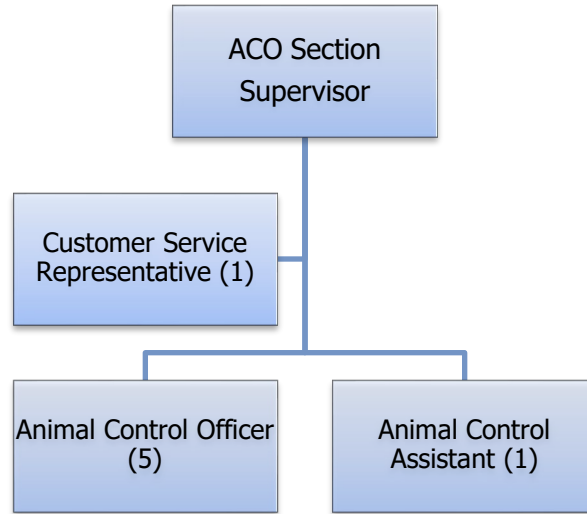 ACO Section
Supervisor
Customer Service
Representative (1)
Animal Control Officer
(5)
Animal Control
Assistant (1)